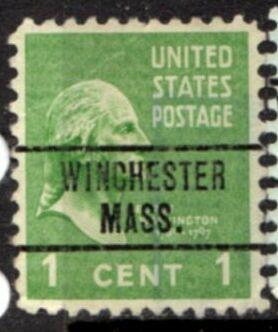 UNITED
STATES
POSTAGE
WINCHESTER
MASS.
1 CENT 1